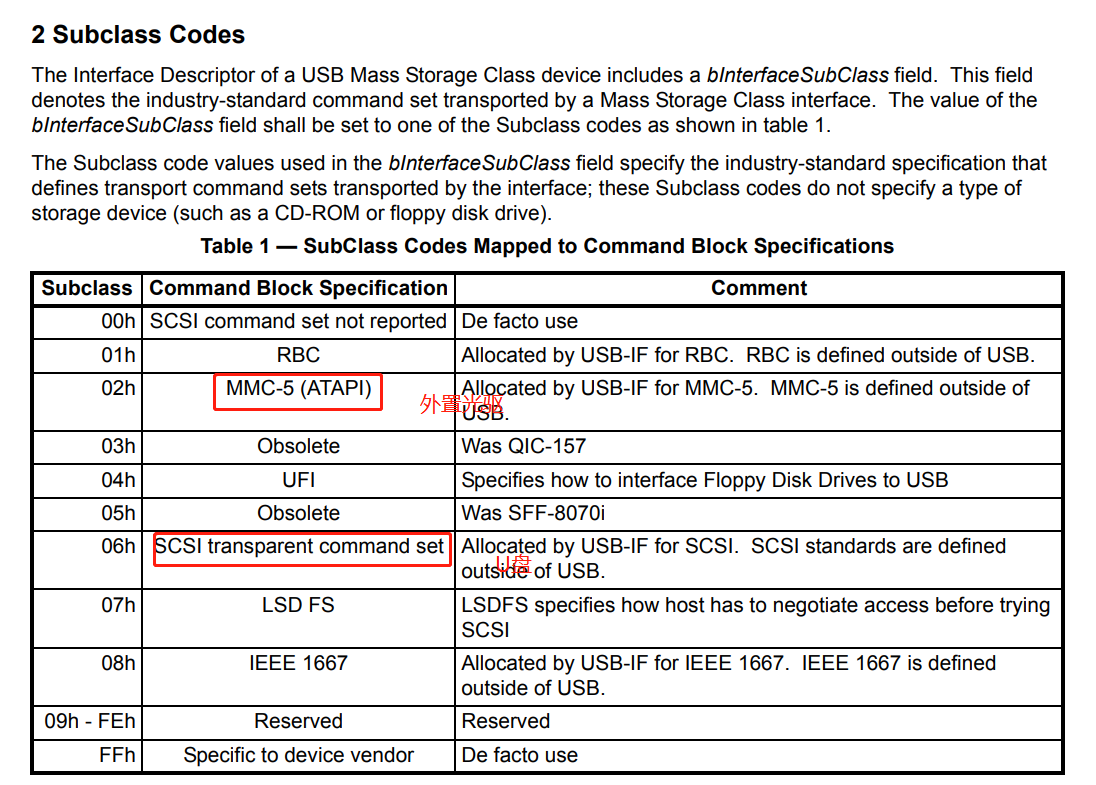 2 Subclass Codes
The Interface Descriptor of a USB Mass Storage Class device includes a bInterfaceSubClass field. This field
denotes the industry-standard command set transported by a Mass Storage Class interface. The value of the
bInterfaceSubClass field shall be set to one of the Subclass codes as shown in table 1.
The Subclass code values used in the bInterfaceSubClass field specify the industry-standard specification that
defines transport command sets transported by the interface; these Subclass codes do not specify a type of
storage device (such as a CD-ROM or floppy disk drive).
Table 1 — SubClass Codes Mapped to Command Block Specifications
Subclass Command Block Specification Comment
00h SCSI command set not reported De facto use
01h RBC Allocated by USB-IF for RBC. RBC is defined outside of USB.
02h MMC-5 (ATAPI) Allocated by USB-IF for MMC-5. MMC-5 is defined outside of
外置光驱
USB.
03h Obsolete Was QIC-157
04h UFI Specifies how to interface Floppy Disk Drives to USB
05h Obsolete Was SFF-8070i
06h SCSI transparent command set Allocated by USB-IF for SCSI. SCSI standards are defined
U盘
outside of USB.
07h LSD FS LSDFS specifies how host has to negotiate access before trying
SCSI
08h IEEE 1667 Allocated by USB-IF for IEEE 1667. IEEE 1667 is defined
outside of USB.
09h - FEh Reserved Reserved
FFh Specific to device vendor De facto use